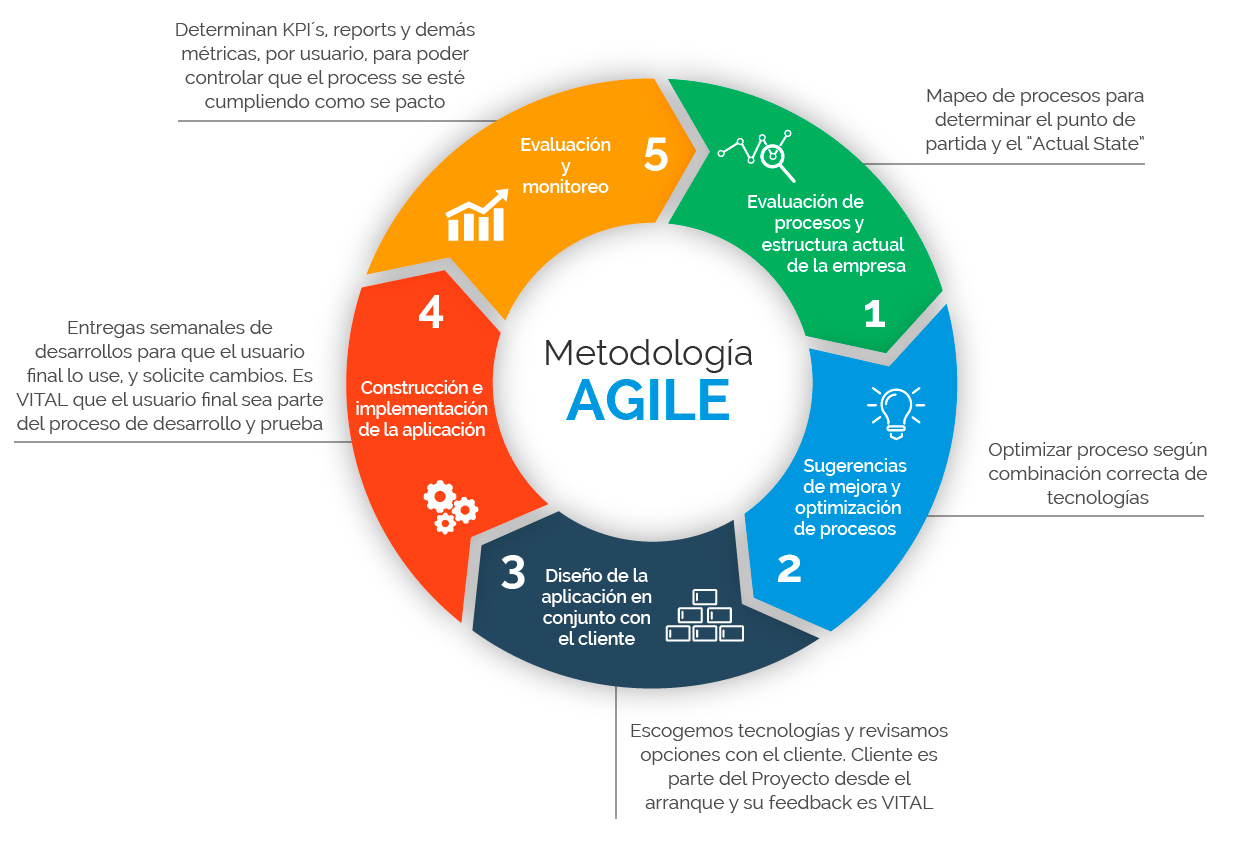 Determinan KPI´s, reports y demás
métricas, por usuario, para poder
controlar que el process se esté
cumpliendo como se pacto
Mapeo de procesos para
determinar el punto de
partida y el “Actual State”
Evaluación
y
monitoreo
5
Evaluación de
procesos y
estructura actual
de la empresa
1
4
Entregas semanales de
desarrollos para que el usuario
final lo use, y solicite cambios. Es
VITAL que el usuario final sea parte
del proceso de desarrollo y prueba
Construcción e
implementación
de la aplicación
Metodología
AGILE
Sugerencias
de mejora y
optimización
de procesos
2
Optimizar proceso según
combinación correcta de
tecnologías
3
Diseño de la
aplicación en
conjunto con
el cliente
Escogemos tecnologías y revisamos
opciones con el cliente. Cliente es
parte del Proyecto desde el
arranque y su feedback es VITAL